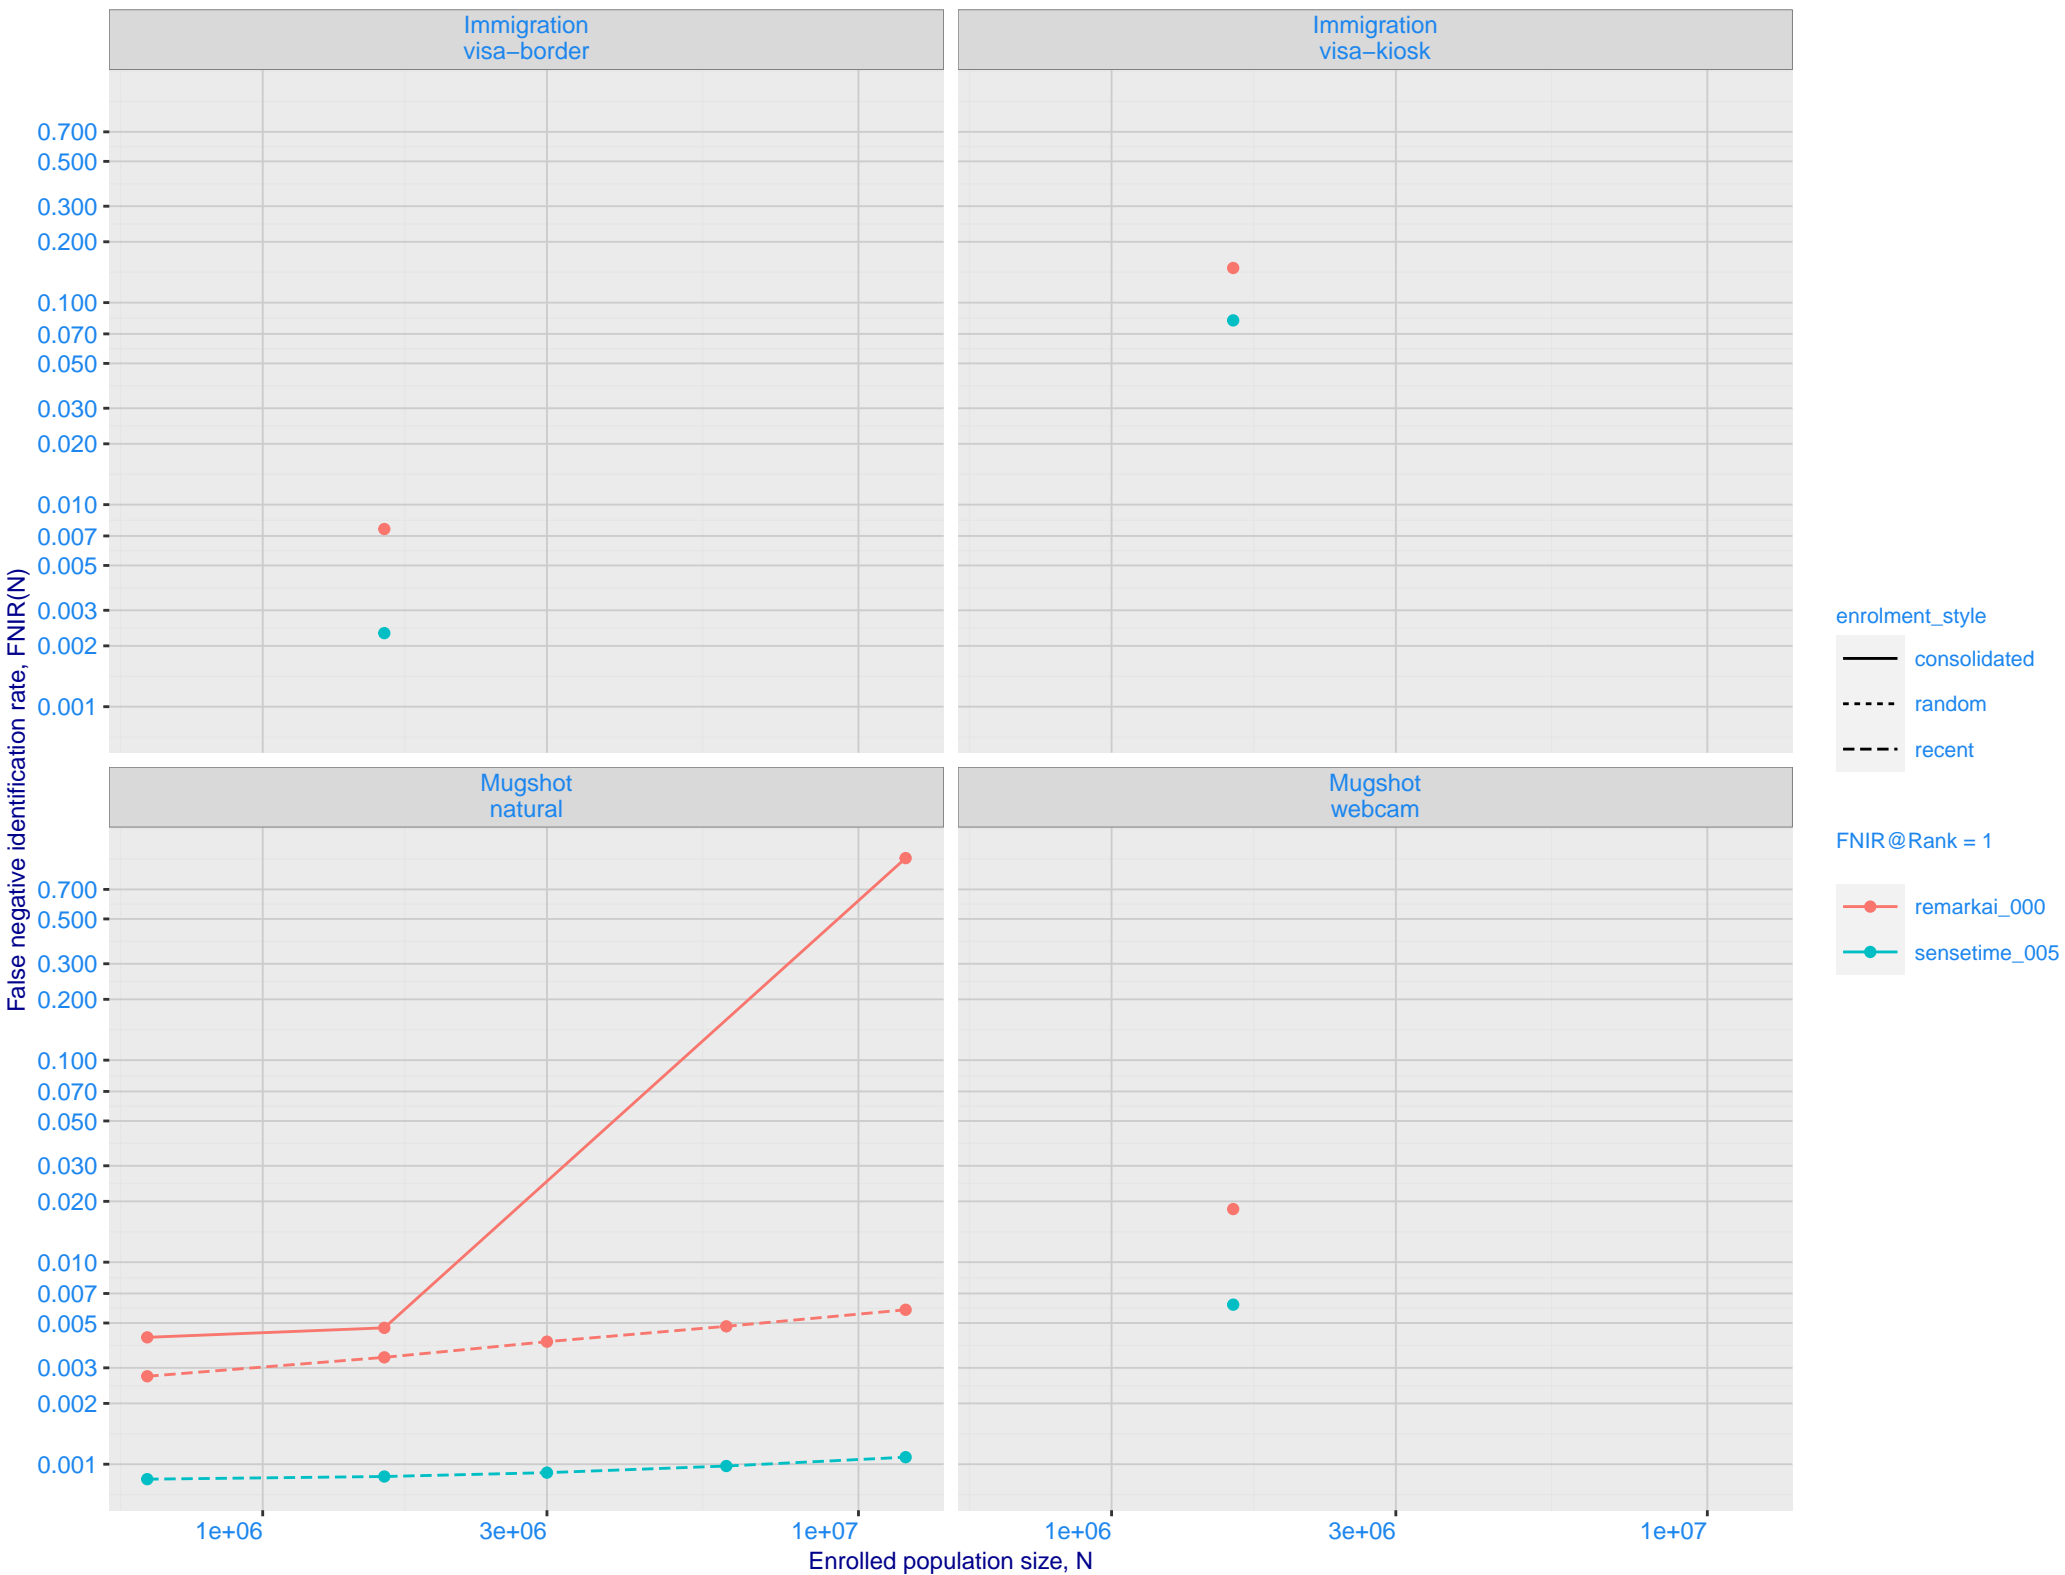 Immigration
visa−border
Immigration
visa−kiosk
0.700
0.500
0.300
0.200
0.100
0.070
0.050
0.030
0.020
0.010
0.007
0.005
0.003
0.002
0.001
Mugshot
natural
Mugshot
webcam
0.700
0.500
0.300
0.200
0.100
0.070
0.050
0.030
0.020
0.010
0.007
0.005
0.003
0.002
0.001
1e+06
3e+06
1e+07
1e+06
3e+06
1e+07
Enrolled population size, N
False negative identification rate, FNIR(N)
enrolment_style
consolidated
random
recent
FNIR@Rank = 1
remarkai_000
sensetime_005